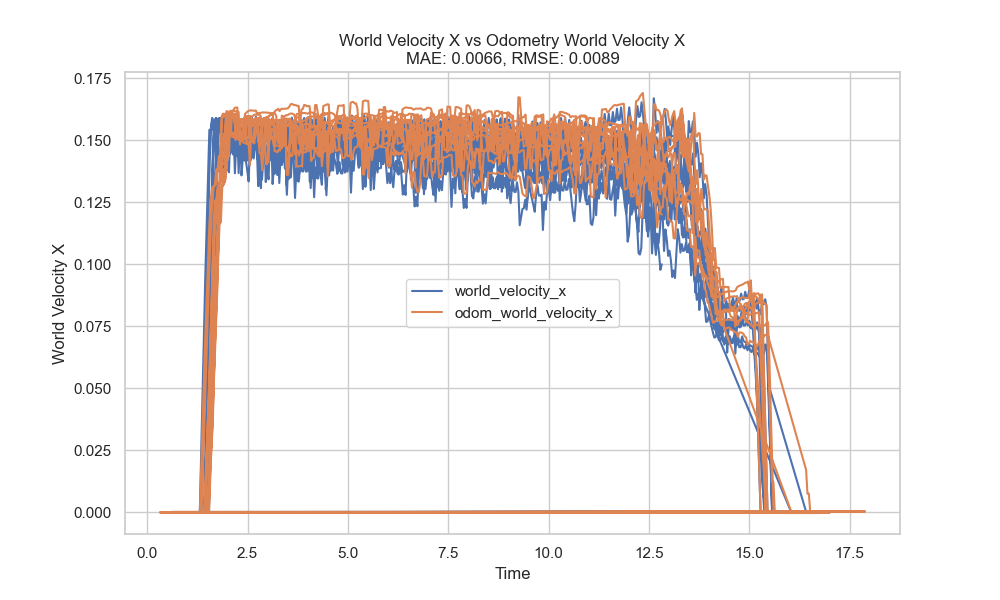 World Velocity X vs Odometry World Velocity X
MAE: 0.0066, RMSE: 0.0089
0.175
0.150
0.125
0.100
0.075
0.050
0.025
0.000
World Velocity X
world_velocity_x
odom_world_velocity_x
0.0 2.5 5.0 7.5 10.0 12.5 15.0 17.5
Time